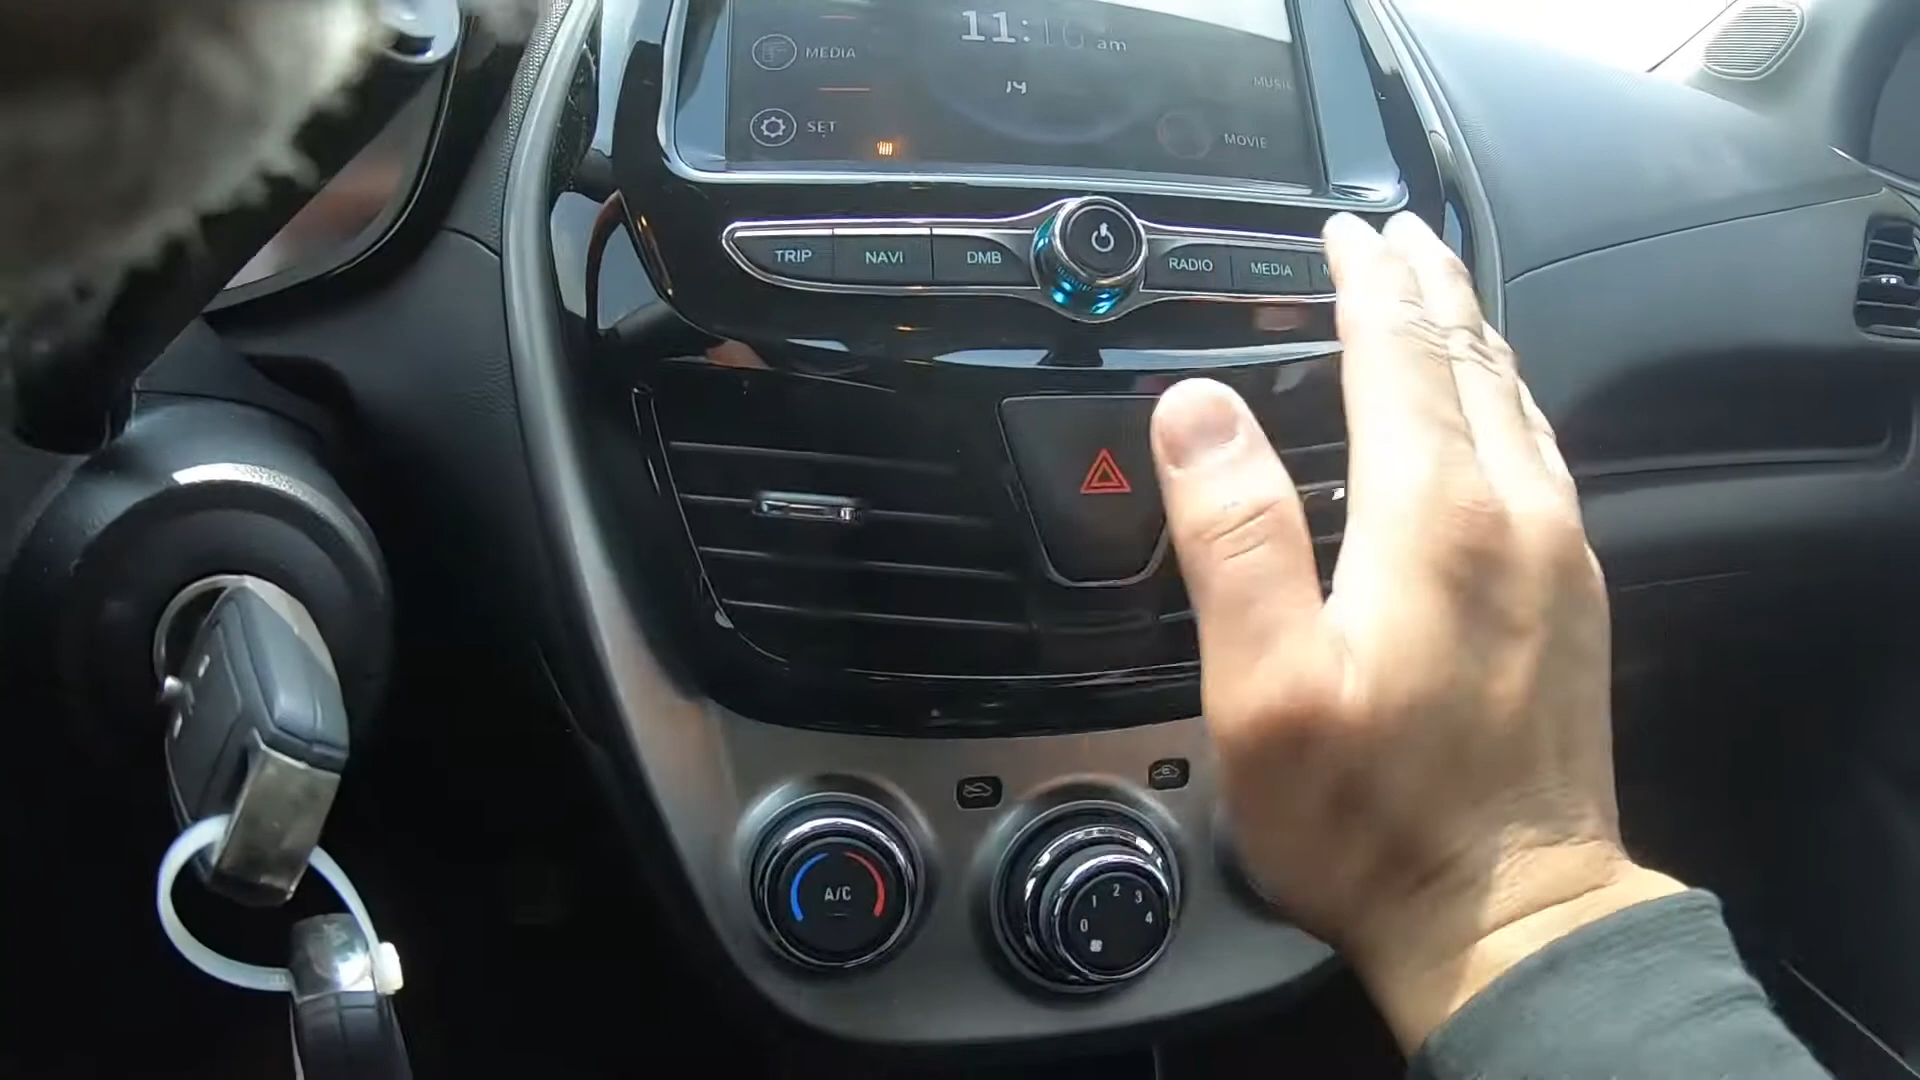 11:16 am
MEDIA
MUSIC
SET
MOVIE
TRIP NAVI DMB RADIO MEDIA
A/C
0 1 2 3 4